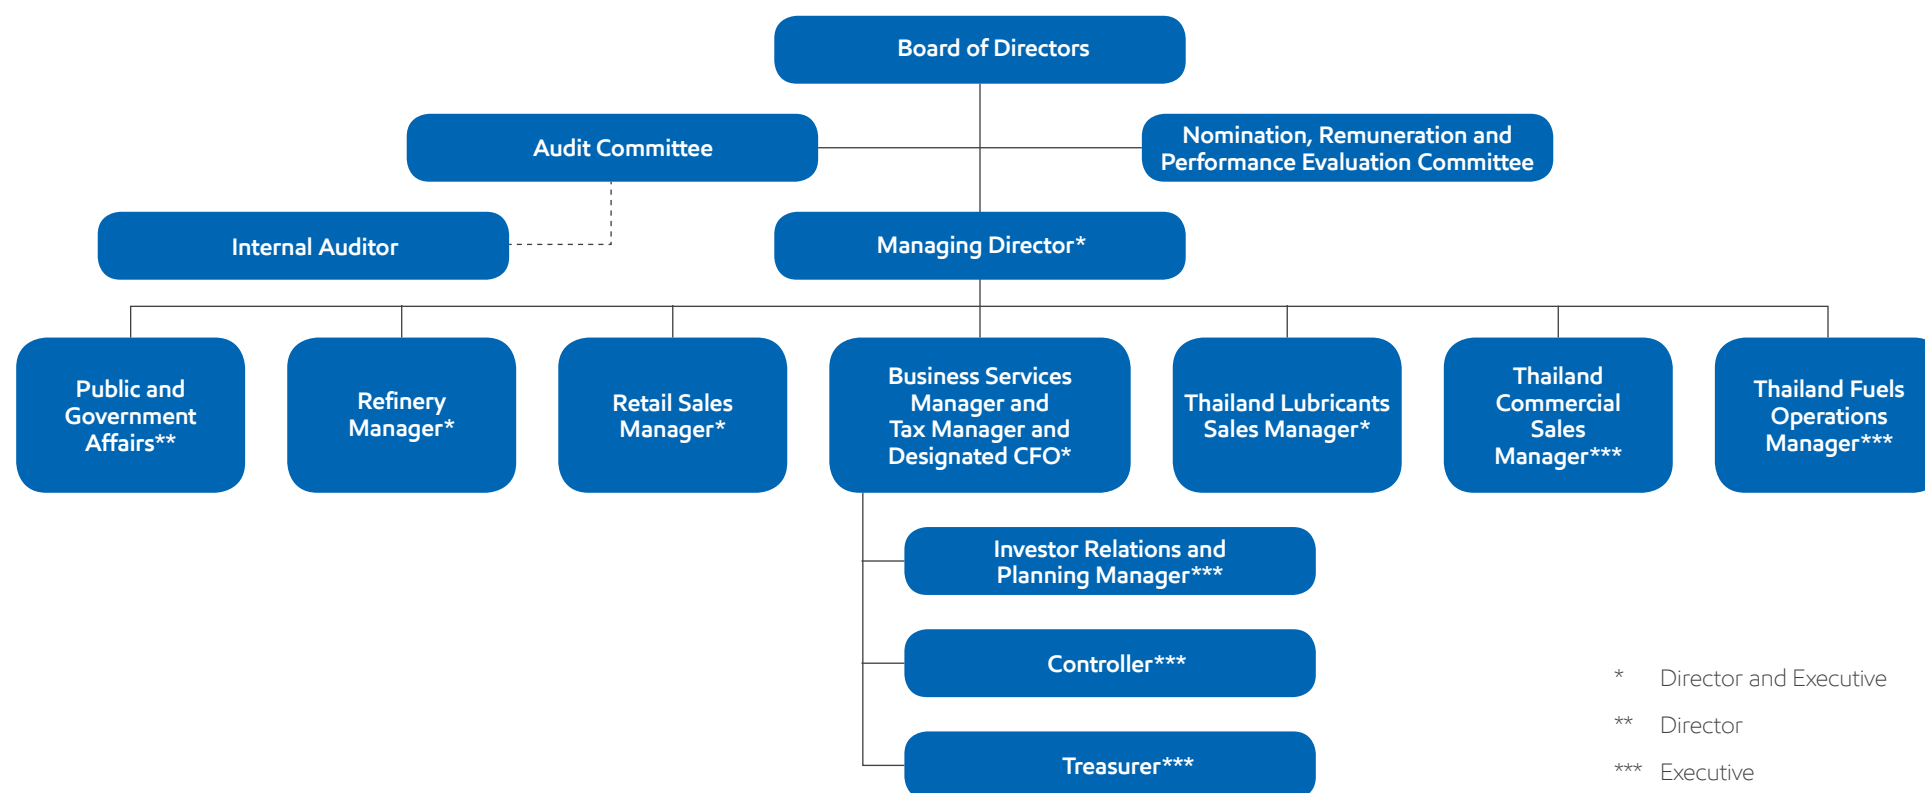 Board of Directors
Audit Committee
Nomination, Remuneration and
Performance Evaluation Committee
Internal Auditor
Managing Director*
Public and
Government
Affairs**
Refinery
Manager*
Retail Sales
Manager*
Business Services
Manager and
Tax Manager and
Designated CFO*
Thailand Lubricants
Sales Manager*
Thailand
Commercial
Sales
Manager***
Thailand Fuels
Operations
Manager***
Investor Relations and
Planning Manager***
Controller***
Treasurer***
* Director and Executive
** Director
*** Executive